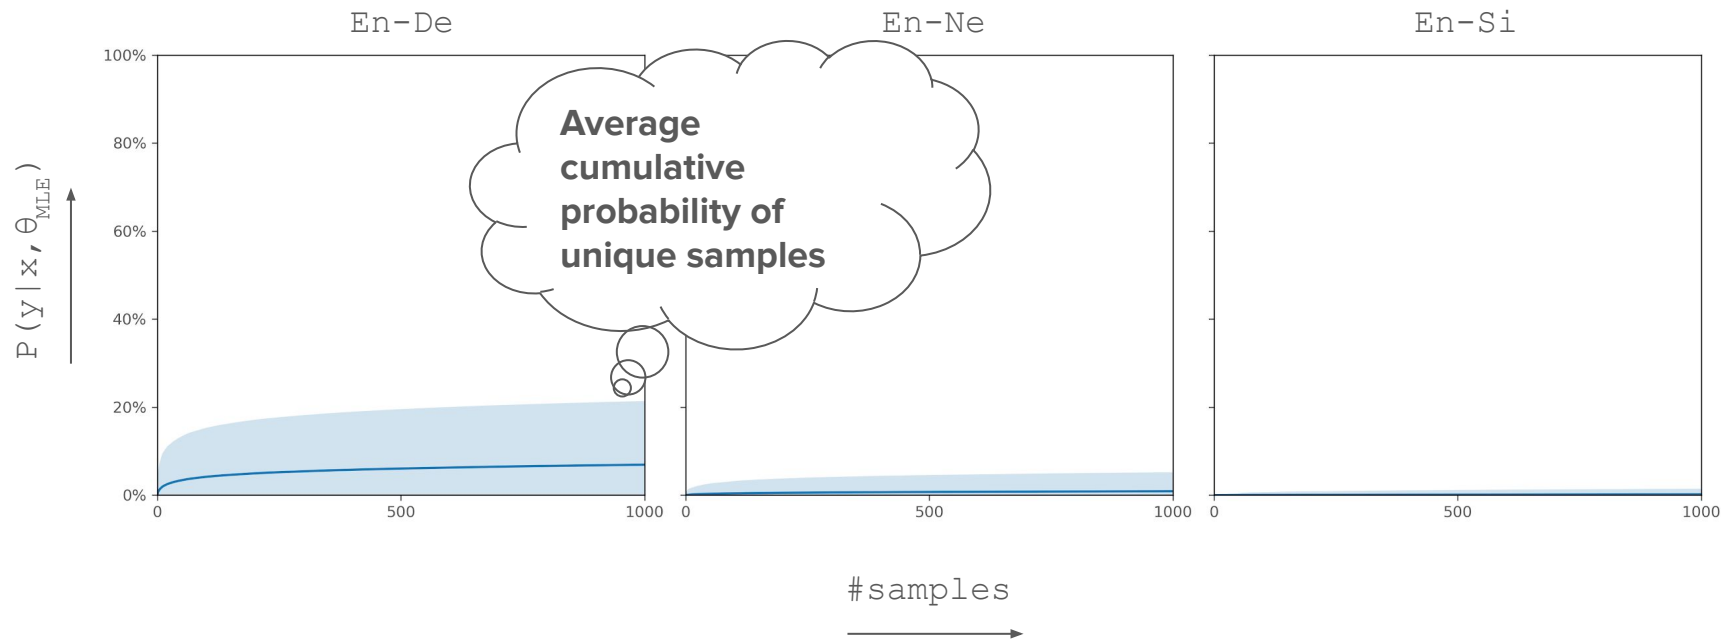 En-De
En-Ne
En-Si
100%
80%
60%
40%
20%
0%
P(y|x,θMLE)
Average
cumulative
probability of
unique samples
0
500
1000
0
500
1000
0
500
1000
#samples